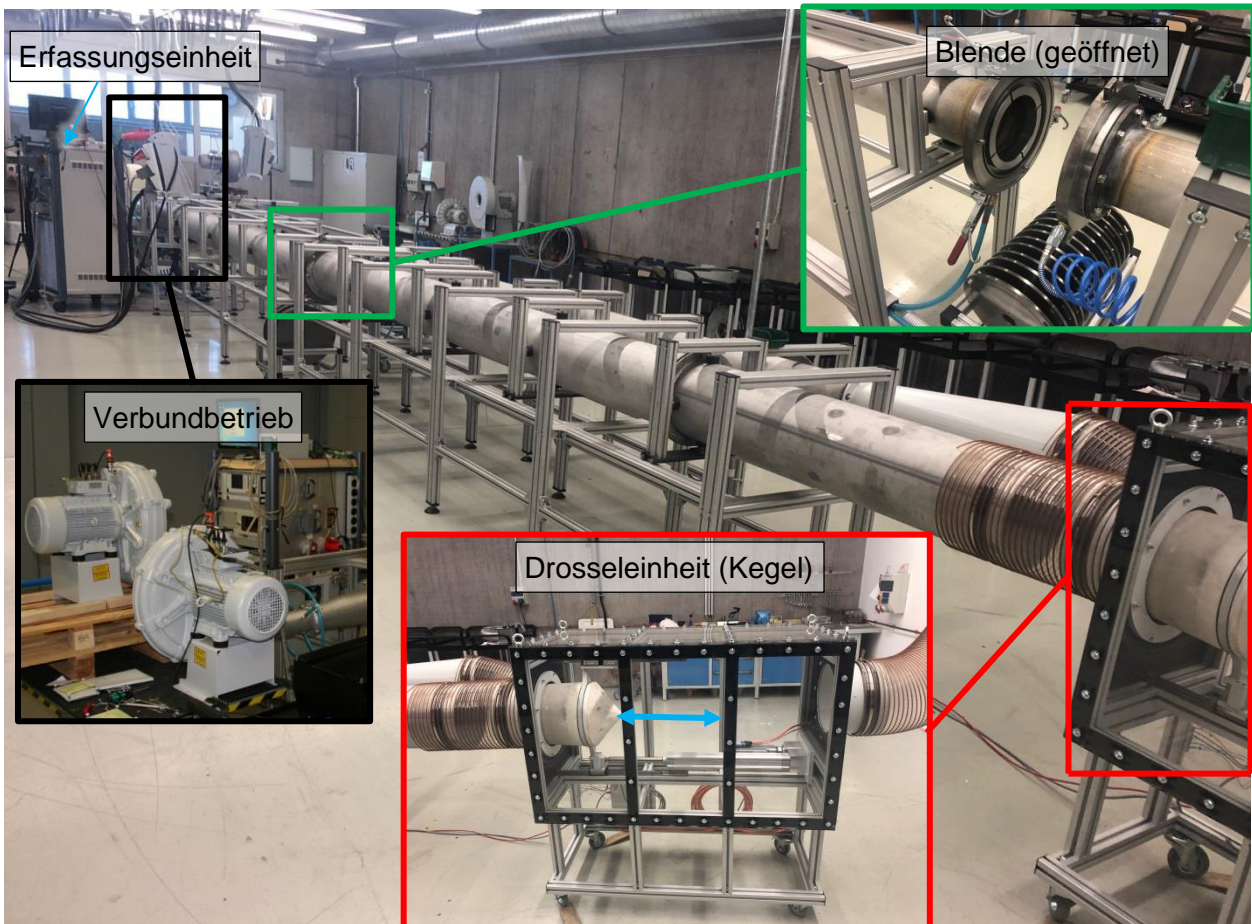 Erfassungseinheit
Blende (geöffnet)
Verbundbetrieb
Drosseleinheit (Kegel)